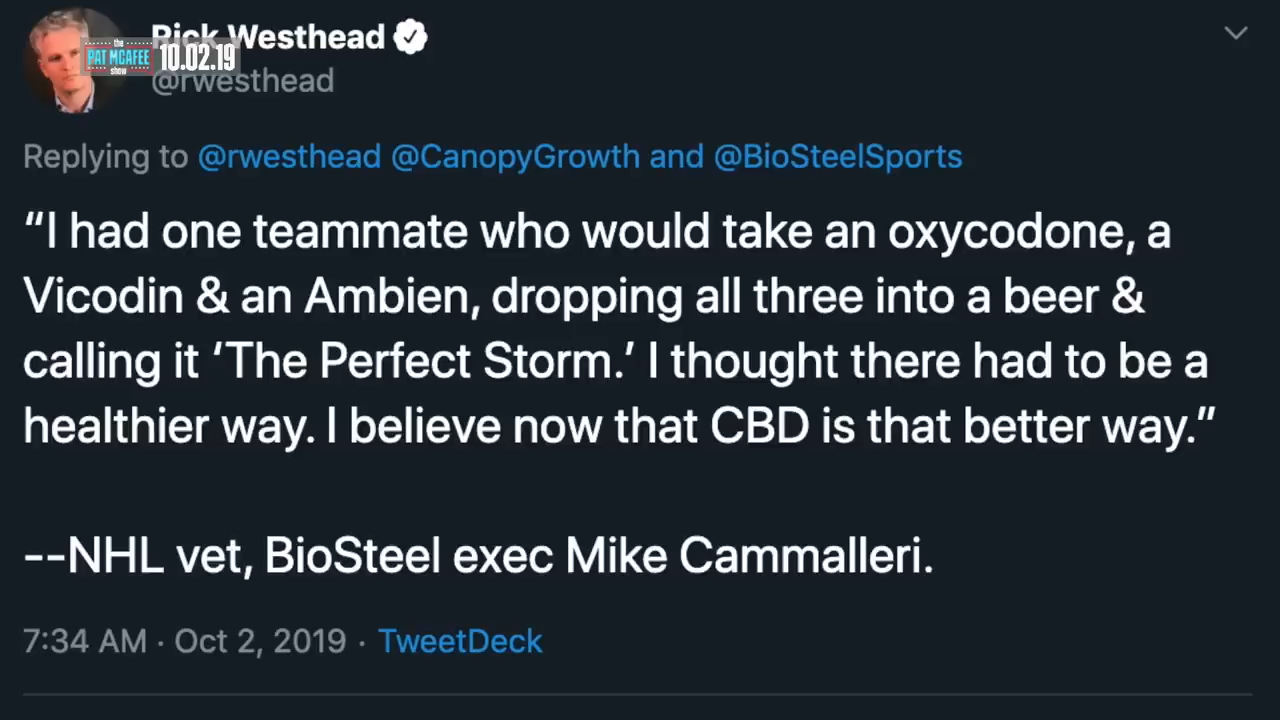 Rick Westhead
the
PAT MCAFEE
show
10.02.19
@rwesthead
Replying to @rwesthead @CanopyGrowth and @BioSteelSports
“I had one teammate who would take an oxycodone, a
Vicodin & an Ambien, dropping all three into a beer &
calling it ‘The Perfect Storm.’ I thought there had to be a
healthier way. I believe now that CBD is that better way.”
--NHL vet, BioSteel exec Mike Cammalleri.
7:34 AM · Oct 2, 2019 · TweetDeck